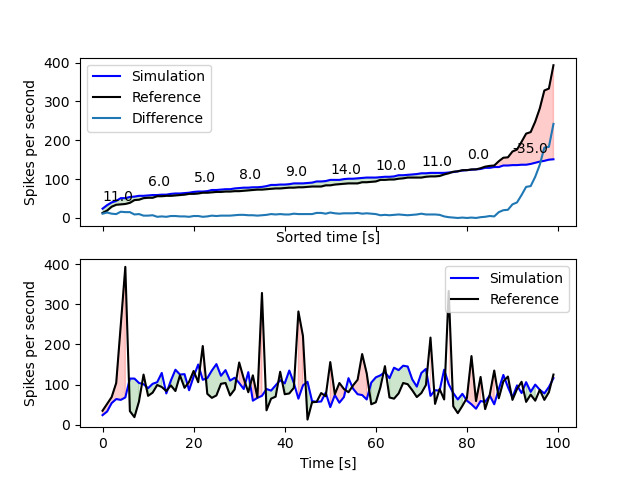 400
300
200
100
0
Spikes per second
Simulation
Reference
Difference
11.0
6.0
5.0
8.0
9.0
14.0
10.0
11.0
0.0
-35.0
Sorted time [s]
400
300
200
100
0
Spikes per second
Simulation
Reference
0 20 40 60 80 100
Time [s]